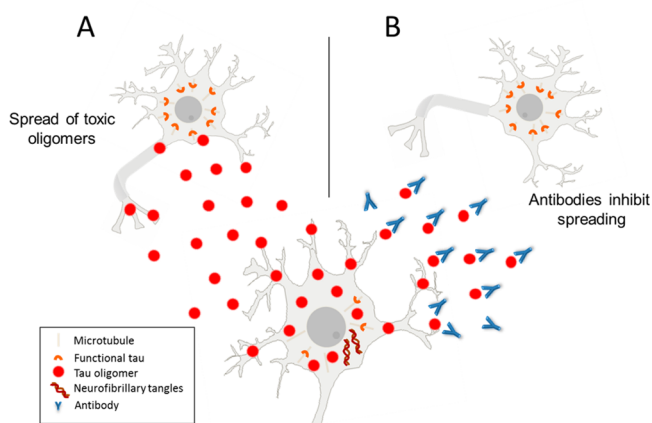 A
B
Spread of toxic
oligomers
Antibodies inhibit
spreading
Microtubule
Functional tau
Tau oligomer
Neurofibrillary tangles
Antibody